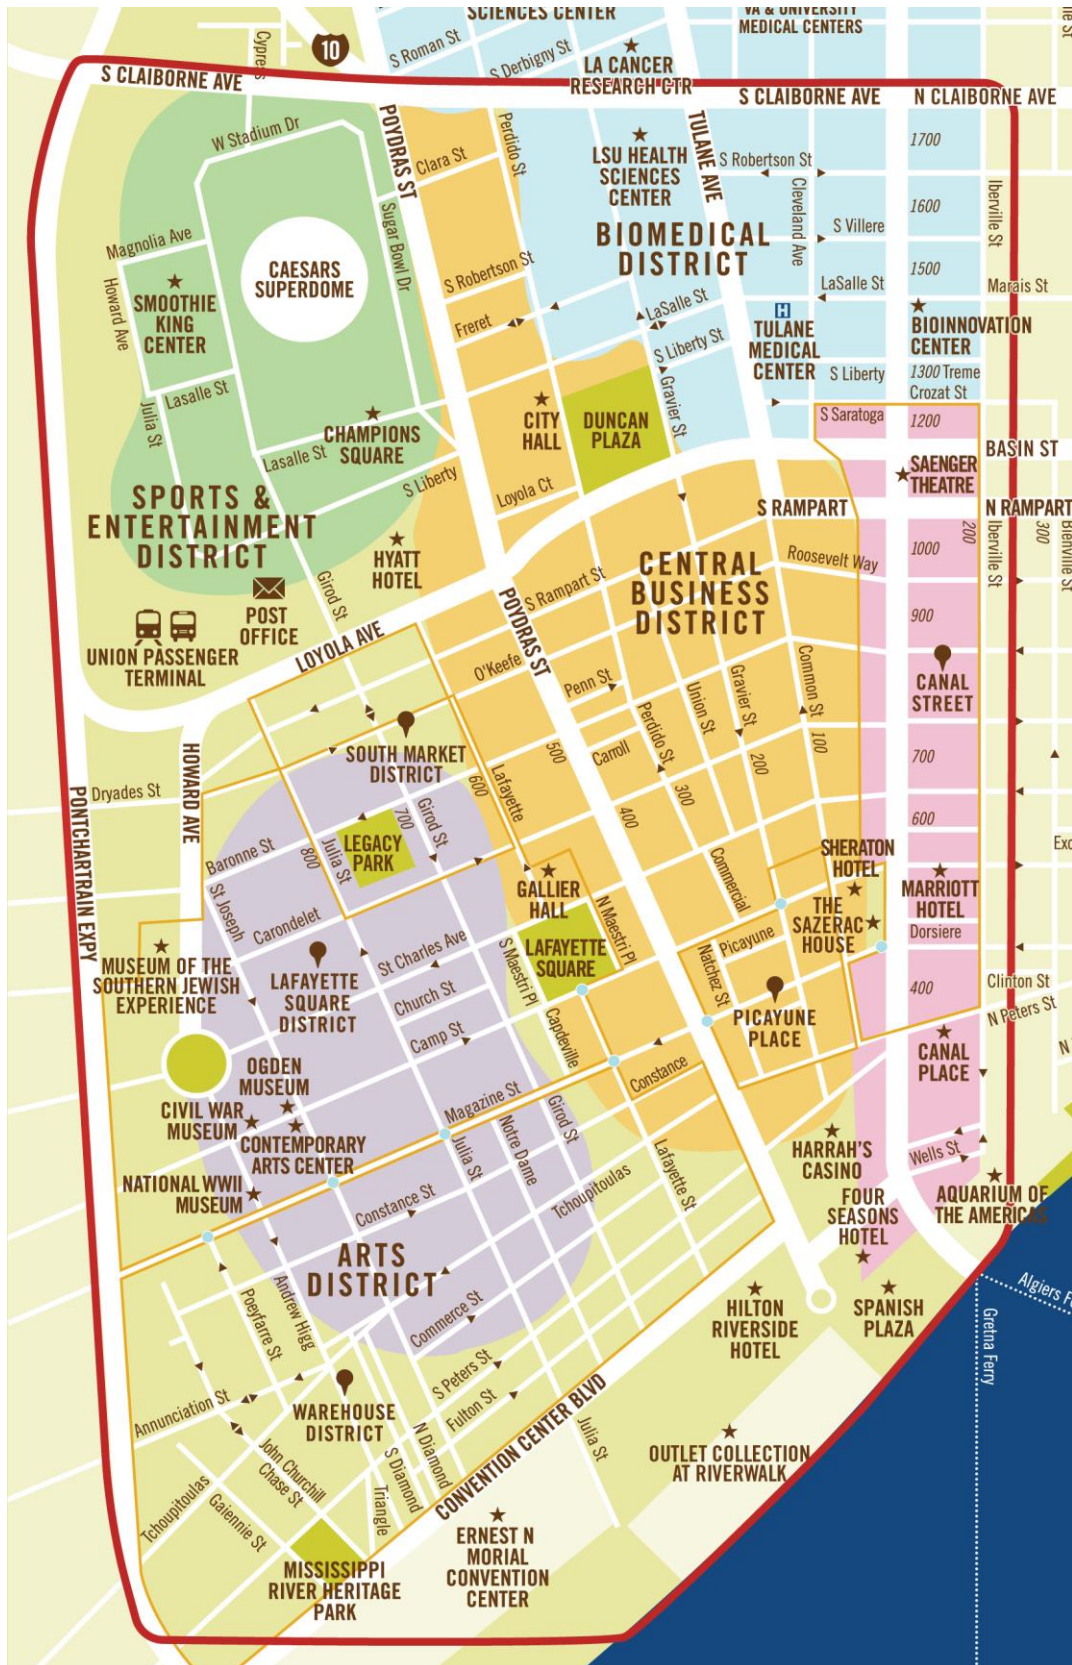 SCIENCES CENTER
VA & UNIVERSITY
MEDICAL CENTERS
10
Cypress
S Roman St
S Derbigny St
LA CANCER
RESEARCH CTR
S CLAIBORNE AVE
S CLAIBORNE AVE
N CLAIBORNE AVE
POYDRAS ST
Perdido St
TULANE AVE
W Stadium Dr
Clara St
LSU HEALTH
SCIENCES
CENTER
S Robertson St
1700
Cleveland Ave
Iberville St
1600
Sugar Bowl Dr
BIOMEDICAL
DISTRICT
S Villere
Magnolia Ave
Howard Ave
SMOOTHIE
KING
CENTER
CAESARS
SUPERDOME
S Robertson St
Freret
LaSalle St
S Liberty St
LaSalle St
1500
Marais St
H
TULANE
MEDICAL
CENTER
BIOINNOVATION
CENTER
S Liberty
1300 Treme
Crozat St
Lasalle St
Julia St
CHAMPIONS
SQUARE
Lasalle St
CITY
HALL
DUNCAN
PLAZA
Gravier St
S Saratoga
1200
BASIN ST
SAENGER
THEATRE
S Liberty
Loyola Ct
SPORTS &
ENTERTAINMENT
DISTRICT
S RAMPART
N RAMPART
200
Iberville St
300
Bienville St
HYATT
HOTEL
CENTRAL
BUSINESS
DISTRICT
Roosevelt Way
1000
Girod St
S Rampart St
POST
OFFICE
POYDRAS ST
900
UNION PASSENGER
TERMINAL
LOYOLA AVE
O'Keefe
Penn St
Union St
Gravier St
Common St
CANAL
STREET
Perdido St
Carroll
500
100
200
700
HOWARD AVE
SOUTH MARKET
DISTRICT
600
Lafayette
300
400
600
Dryades St
PONTCHARTRAIN EXPY
700
Girod St
LEGACY
PARK
Julia St
800
Baronne St
St Joseph
Commercial
SHERATON
HOTEL
GALLIER
HALL
N Maestri Pl
THE
SAZERAC
HOUSE
MARRIOTT
HOTEL
Dorsiere
Carondelet
St Charles Ave
S Maestri Pl
LAFAYETTE
SQUARE
Picayune
Natchez St
MUSEUM OF THE
SOUTHERN JEWISH
EXPERIENCE
LAFAYETTE
SQUARE
DISTRICT
Church St
Camp St
Capdeville
PICAYUNE
PLACE
400
Clinton St
N Peters St
CANAL
PLACE
OGDEN
MUSEUM
Constance
CIVIL WAR
MUSEUM
CONTEMPORARY
ARTS CENTER
Magazine St
Julia St
Notre Dame
Girod St
Lafayette St
Tchoupitoulas
HARRAH'S
CASINO
Wells St
NATIONAL WWII
MUSEUM
Constance St
FOUR
SEASONS
HOTEL
AQUARIUM OF
THE AMERICAS
ARTS
DISTRICT
Poeyfarre St
Andrew Higg
Commerce St
HILTON
RIVERSIDE
HOTEL
SPANISH
PLAZA
Algiers
Gretna Ferry
S Peters St
Fulton St
Annunciation St
WAREHOUSE
DISTRICT
N Diamond
S Diamond
Triangle
CONVENTION CENTER BLVD
Julia St
John Churchill
Chase St
OUTLET COLLECTION
AT RIVERWALK
Tchoupitoulas
Gaiennie St
MISSISSIPPI
RIVER HERITAGE
PARK
ERNEST N
MORIAL
CONVENTION
CENTER